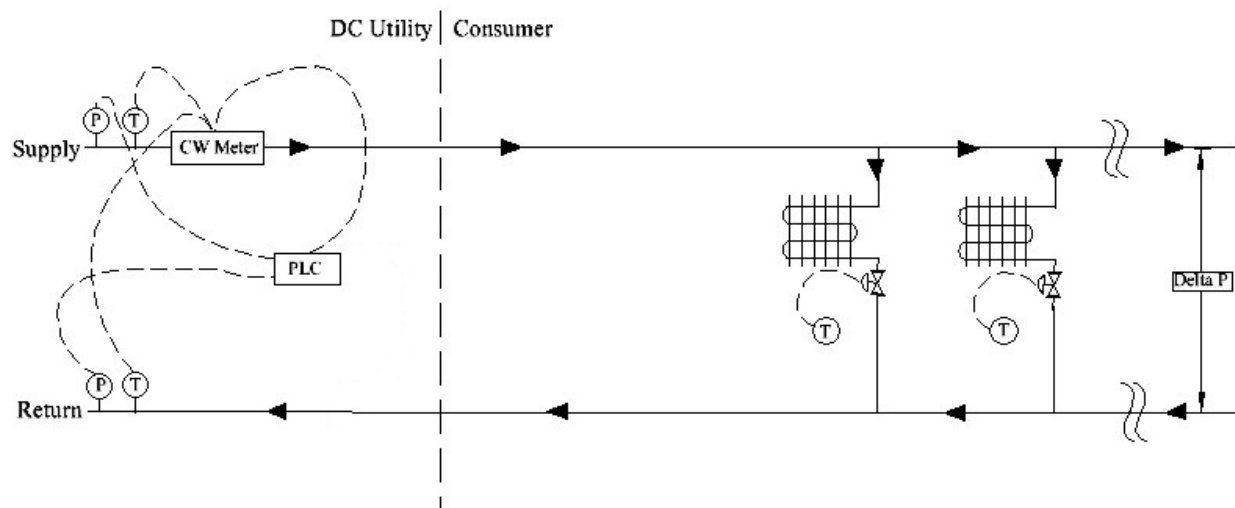 DC Utility
Consumer
P
T
Supply
CW Meter
PLC
Delta P
T
T
P
T
Return